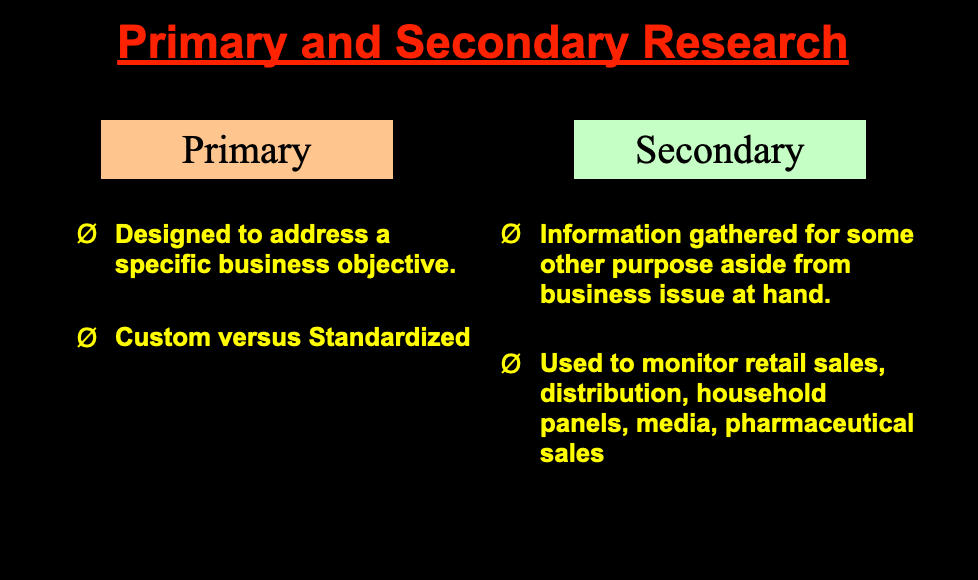 Primary and Secondary Research
Primary
Ø Designed to address a
specific business objective.
Ø Custom versus Standardized
Secondary
Ø Information gathered for some
other purpose aside from
business issue at hand.
Ø Used to monitor retail sales,
distribution, household
panels, media, pharmaceutical
sales